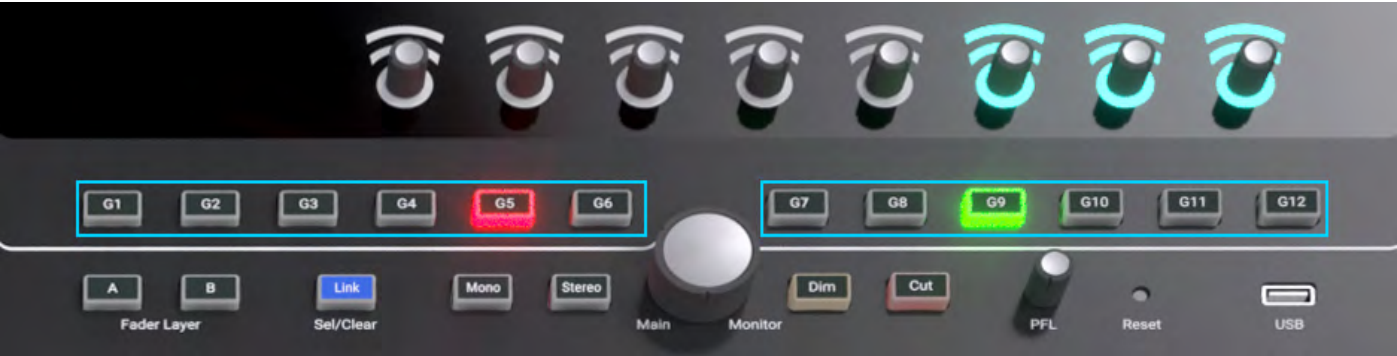 G1 G2 G3 G4 G5 G6 G7 G8 G9 G10 G11 G12
A B Link Mono Stereo Dim Cut
Fader Layer Sel/Clear Main Monitor PFL Reset USB